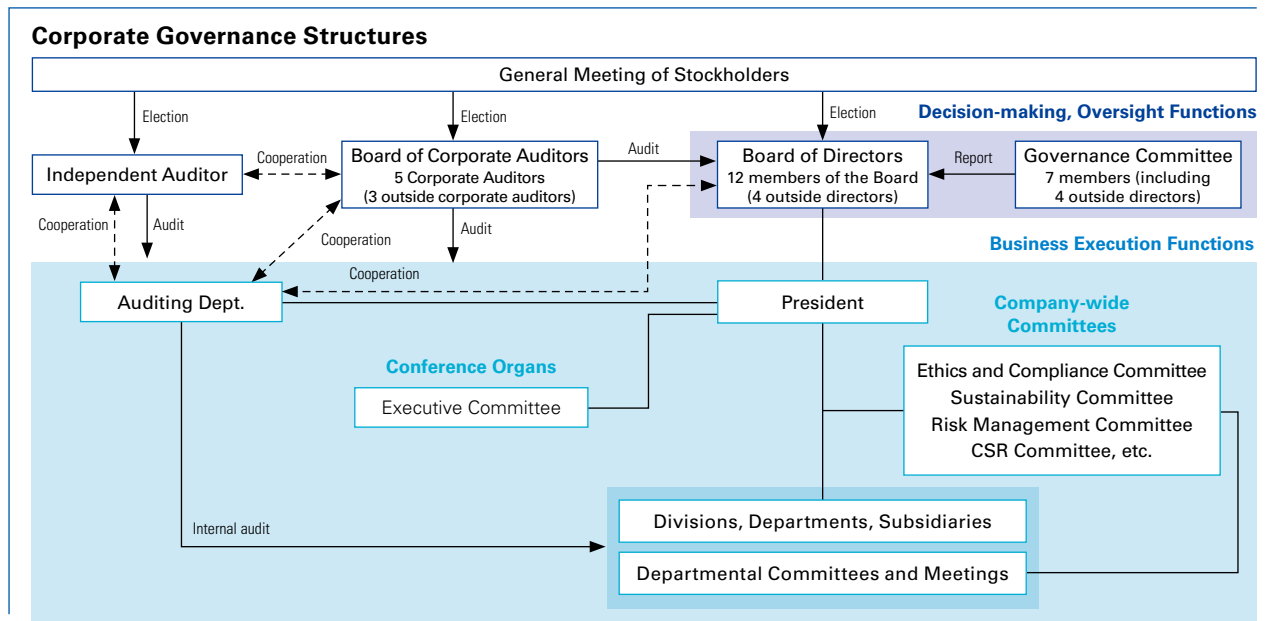 Corporate Governance Structures
General Meeting of Stockholders
Election
Election
Election
Decision-making, Oversight Functions
Independent Auditor
Cooperation
Board of Corporate Auditors
5 Corporate Auditors
(3 outside corporate auditors)
Audit
Board of Directors
12 members of the Board
(4 outside directors)
Report
Governance Committee
7 members (including
4 outside directors)
Cooperation
Audit
Cooperation
Audit
Business Execution Functions
Cooperation
Auditing Dept.
President
Company-wide
Committees
Conference Organs
Executive Committee
Ethics and Compliance Committee
Sustainability Committee
Risk Management Committee
CSR Committee, etc.
Internal audit
Divisions, Departments, Subsidiaries
Departmental Committees and Meetings